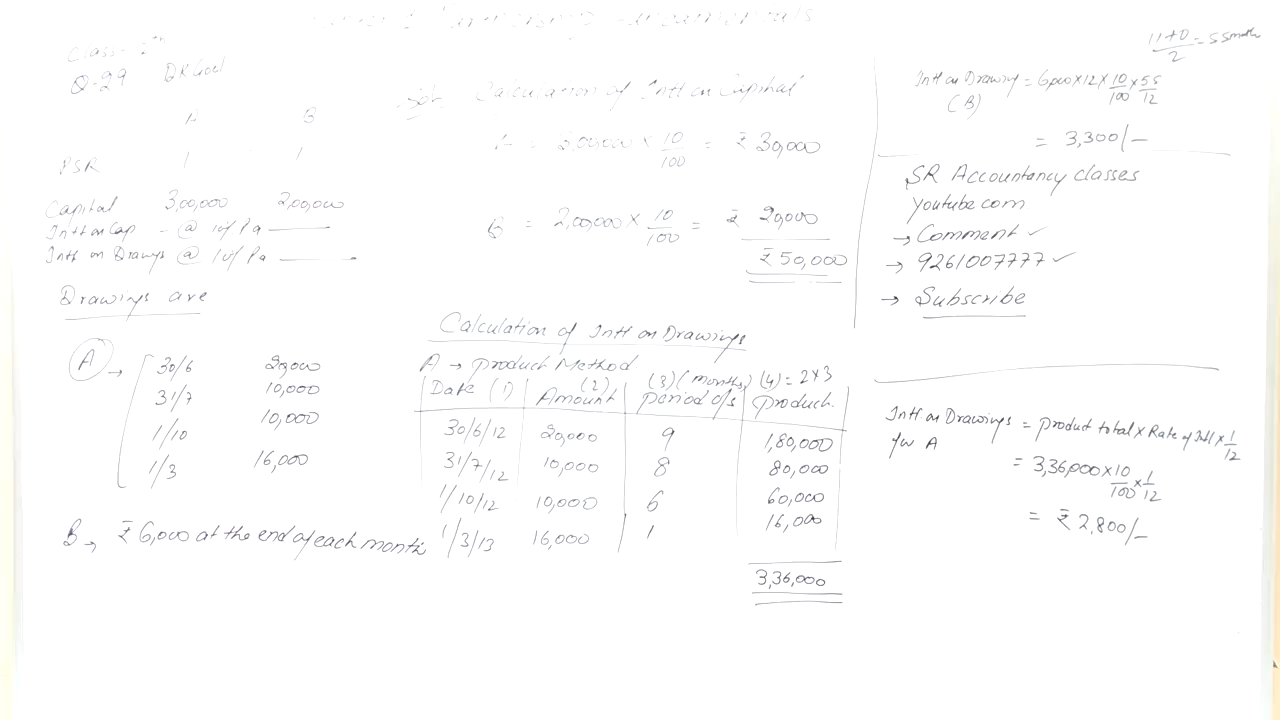 Class- 12th
Q-29 DK Goel
A B
PSR 1 1
Capital 3,00,000 2,00,000
Intt on Cap - @ 10% Pa
Intt on Drawgs @ 10% Pa
Drawings are
A → 30/6 20,000
31/7 10,000
1/10 10,000
1/3 16,000
B → ₹ 6,000 at the end of each month
Sol: Calculation of Intt on Capital
A = 3,00,000 × 10/100 = ₹ 30,000
B = 2,00,000 × 10/100 = ₹ 20,000
₹ 50,000
Calculation of Intt on Drawings
A → Product Method
Date (1) Amount (2) (3) (months) period o/s (4) = 2×3 product.
30/6/12 20,000 9 1,80,000
31/7/12 10,000 8 80,000
1/10/12 10,000 6 60,000
1/3/13 16,000 1 16,000
3,36,000
11+0/2 = 5.5 month
Intt on Drawing (B) = 6,000×12×10/100×5.5/12
= 3,300/-
SR Accountancy classes
youtube.com
→ Comment ✓
→ 9261007777 ✓
→ Subscribe
Intt. on Drawings = product total × Rate of Intt × 1/12
= 3,36,000×10/100×1/12
= ₹ 2,800/-